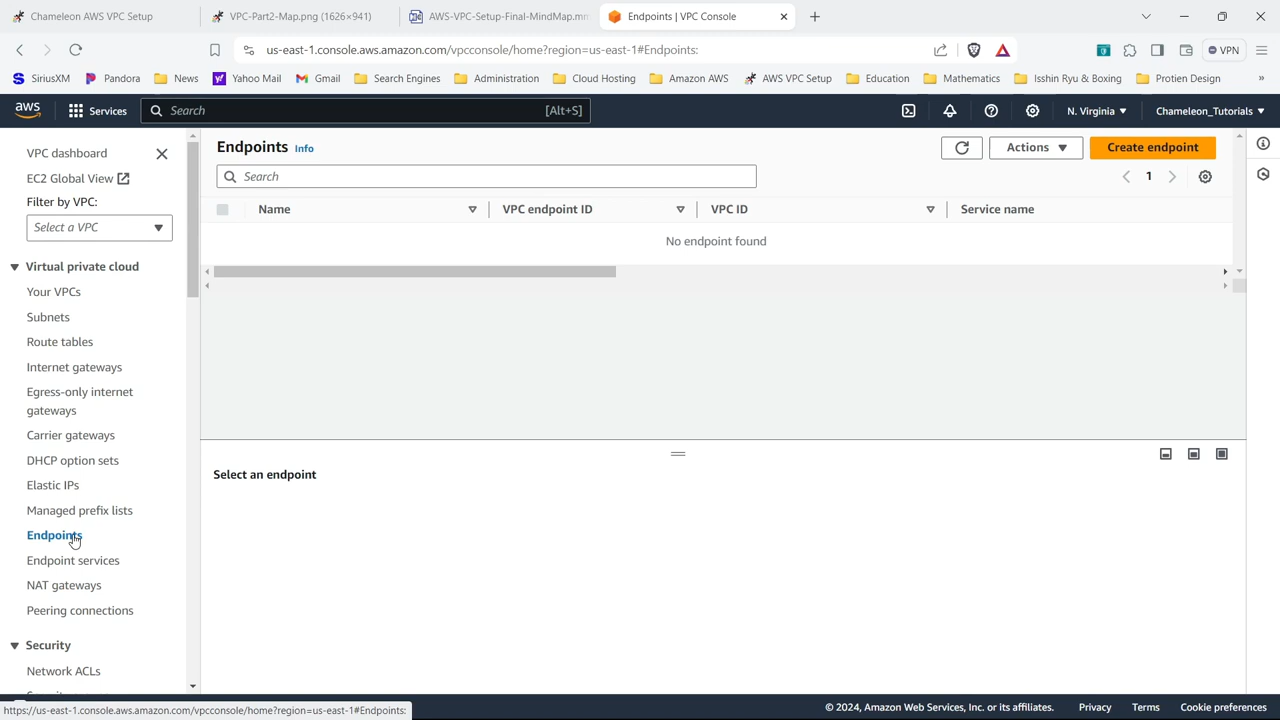 Chameleon AWS VPC Setup
VPC-Part2-Map.png (1626×941)
AWS-VPC-Setup-Final-MindMap.mm
Endpoints | VPC Console
us-east-1.console.aws.amazon.com/vpcconsole/home?region=us-east-1#Endpoints:
VPN
SiriusXM
Pandora
News
Yahoo Mail
Gmail
Search Engines
Administration
Cloud Hosting
Amazon AWS
AWS VPC Setup
Education
Mathematics
Isshin Ryu & Boxing
Protien Design
»
aws
Services
Search
[Alt+S]
N. Virginia
Chameleon_Tutorials
VPC dashboard
EC2 Global View
Filter by VPC:
Select a VPC
Virtual private cloud
Your VPCs
Subnets
Route tables
Internet gateways
Egress-only internet
gateways
Carrier gateways
DHCP option sets
Elastic IPs
Managed prefix lists
Endpoints
Endpoint services
NAT gateways
Peering connections
Security
Network ACLs
Endpoints Info
Actions
Create endpoint
Search
1
Name
VPC endpoint ID
VPC ID
Service name
No endpoint found
Select an endpoint
https://us-east-1.console.aws.amazon.com/vpcconsole/home?region=us-east-1#Endpoints:
© 2024, Amazon Web Services, Inc. or its affiliates.
Privacy
Terms
Cookie preferences